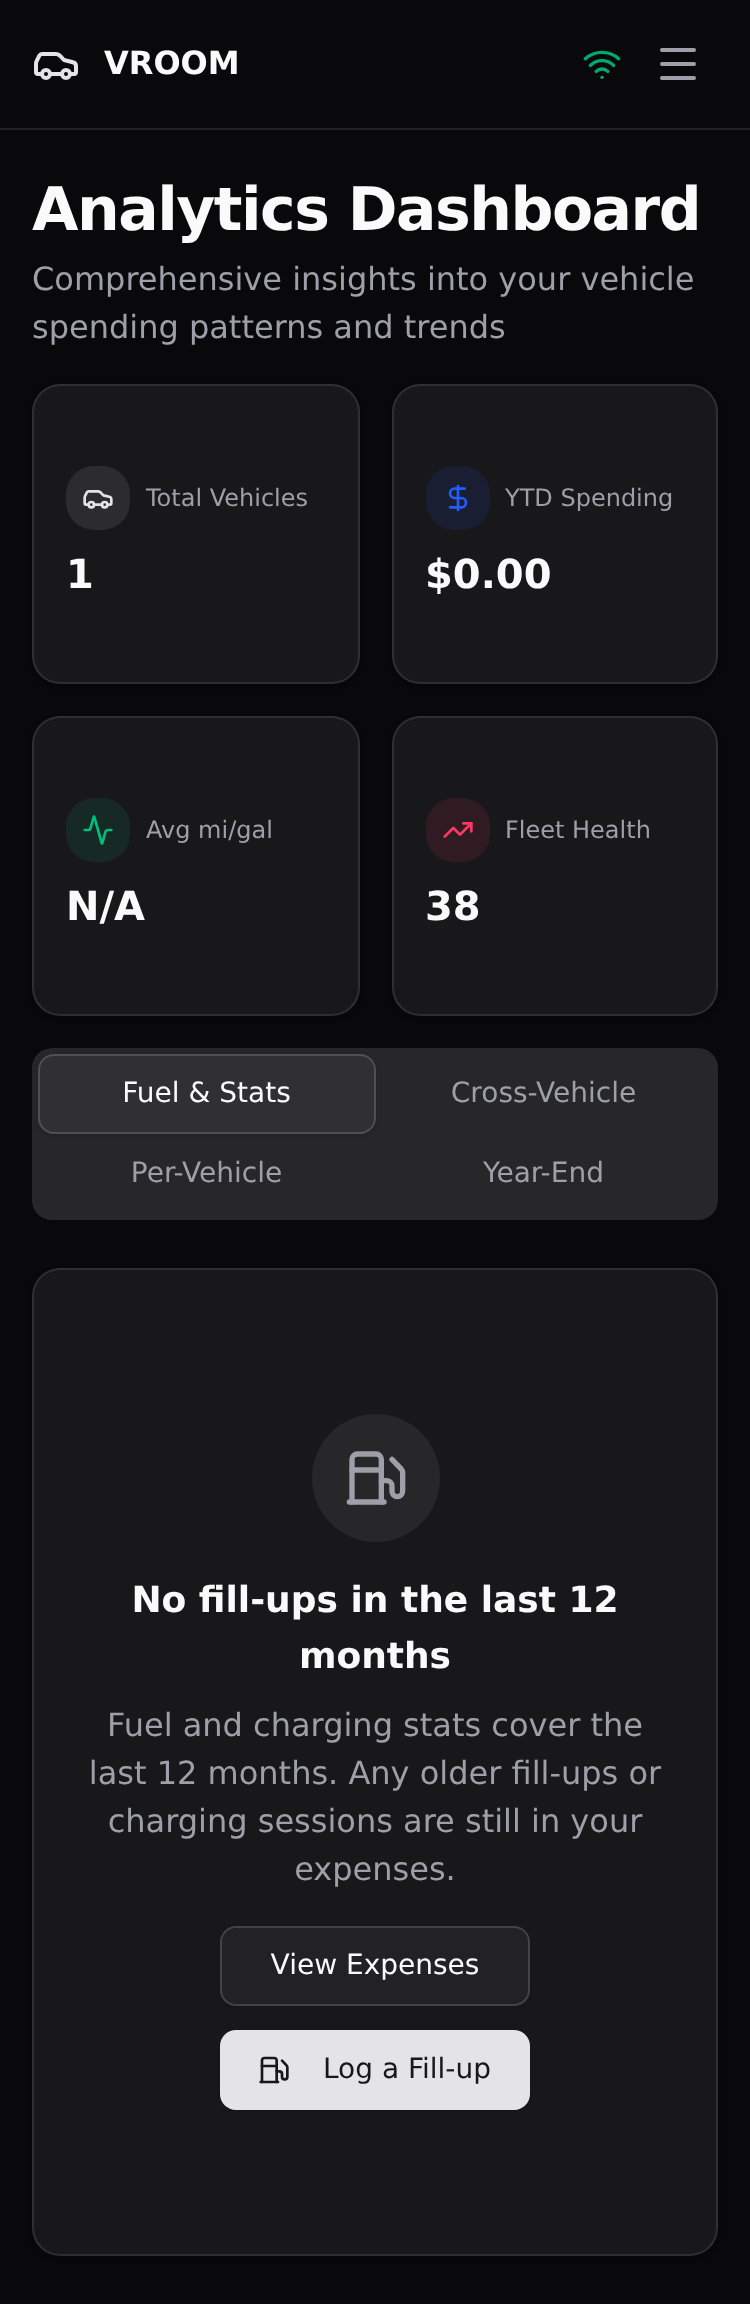 VROOM
Analytics Dashboard
Comprehensive insights into your vehicle
spending patterns and trends
Total Vehicles
1
YTD Spending
$0.00
Avg mi/gal
N/A
Fleet Health
38
Fuel & Stats
Cross-Vehicle
Per-Vehicle
Year-End
No fill-ups in the last 12
months
Fuel and charging stats cover the
last 12 months. Any older fill-ups or
charging sessions are still in your
expenses.
View Expenses
Log a Fill-up